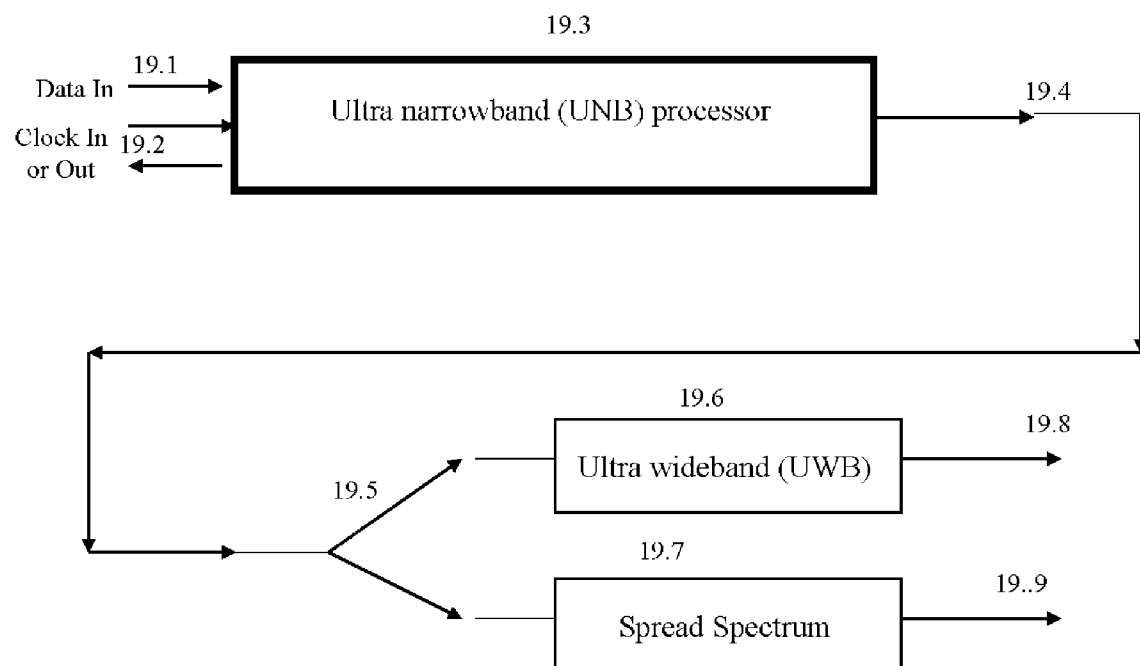 19.3
19.1
Data In
Ultra narrowband (UNB) processor
19.4
Clock In
19.2
or Out
19.6
19.8
Ultra wideband (UWB)
19.5
19.7
19..9
Spread Spectrum